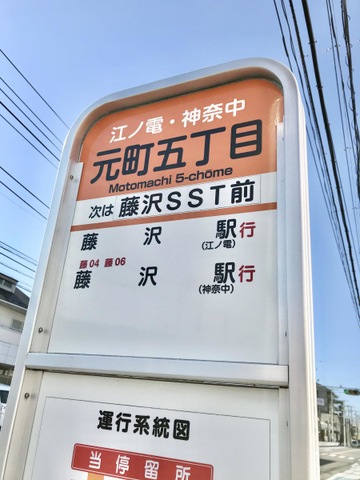 江ノ電・神奈中
元町五丁目
Motomachi 5-chōme
次は 藤沢SST前
藤沢駅行
(江ノ電)
藤04 藤06
藤沢駅行
(神奈中)
運行系統図
当停留所